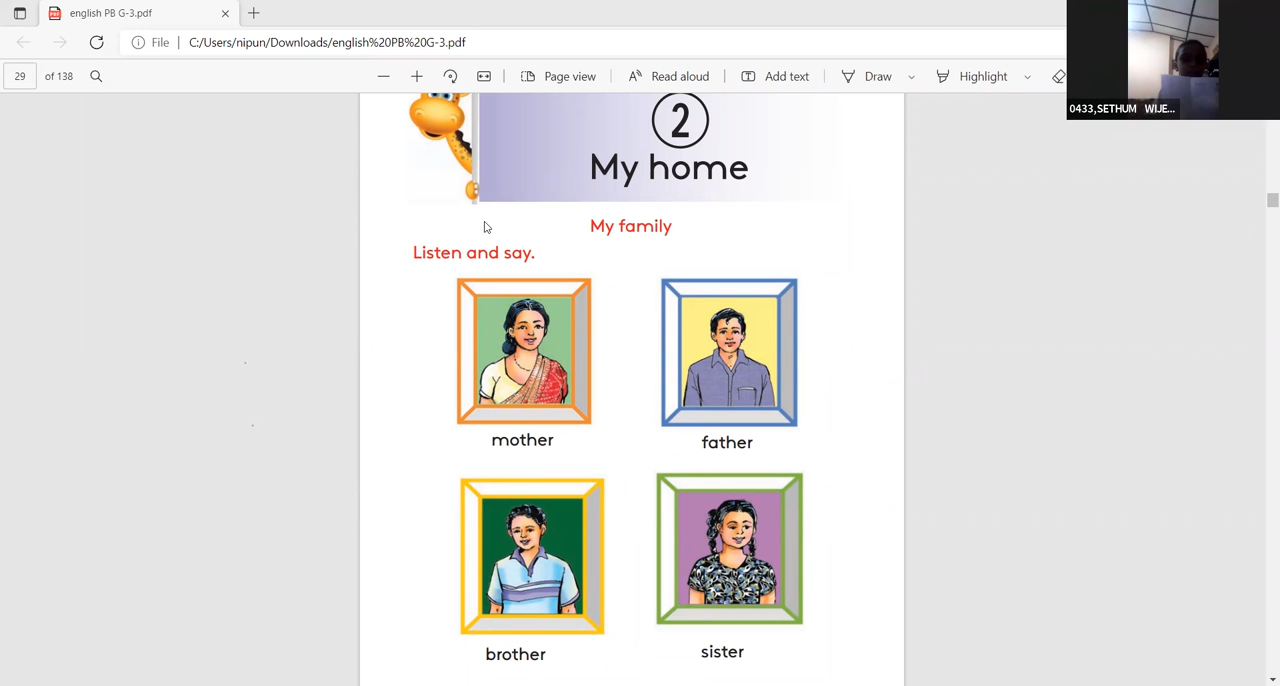 english PB G-3.pdf
File | C:/Users/nipun/Downloads/english%20PB%20G-3.pdf
29 of 138 Page view Read aloud Add text Draw Highlight
0433,SETHUM WIJE...
2
My home
My family
Listen and say.
mother father
brother sister